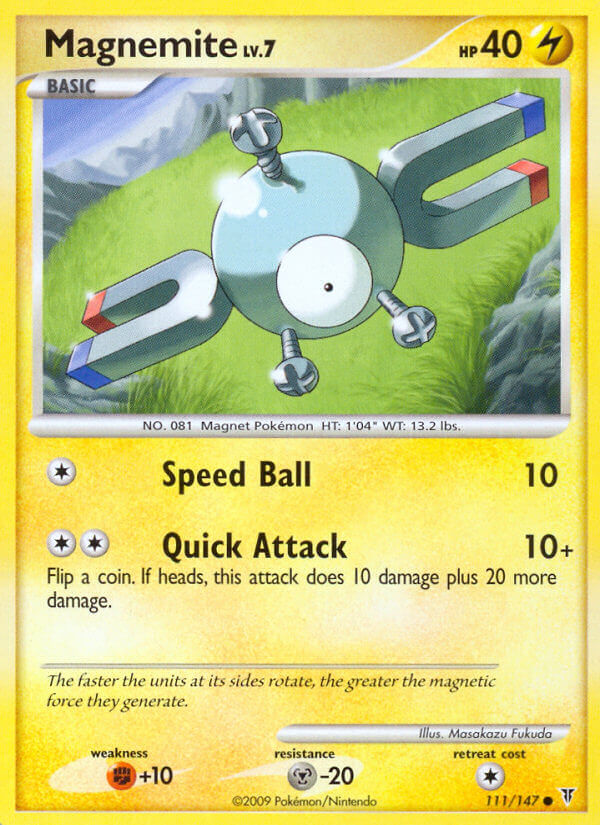 Magnemite LV.7 HP 40
BASIC
NO. 081 Magnet Pokémon HT: 1'04" WT: 13.2 lbs.
Speed Ball 10
Quick Attack 10+
Flip a coin. If heads, this attack does 10 damage plus 20 more
damage.
The faster the units at its sides rotate, the greater the magnetic
force they generate.
Illus. Masakazu Fukuda
weakness resistance retreat cost
+10 -20
©2009 Pokémon/Nintendo 111/147